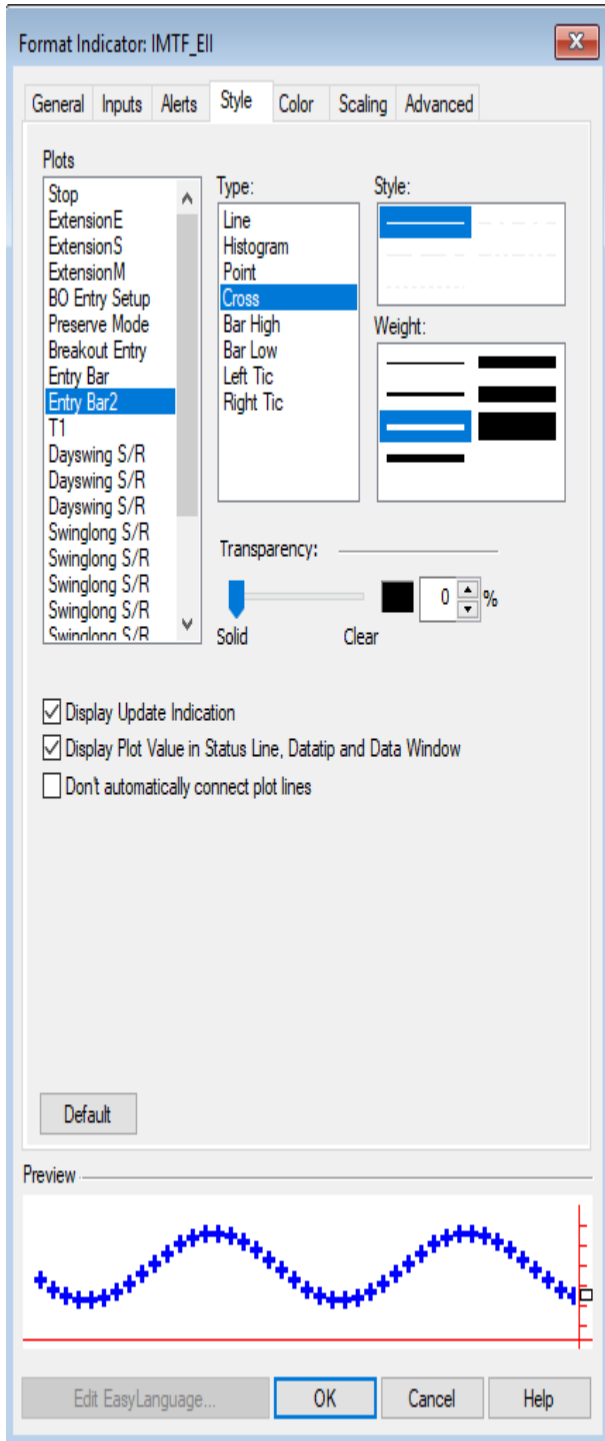 Format Indicator: IMTF_EII
General Inputs Alerts Style Color Scaling Advanced
Plots
Stop
ExtensionE
ExtensionS
ExtensionM
BO Entry Setup
Preserve Mode
Breakout Entry
Entry Bar
Entry Bar2
T1
Dayswing S/R
Dayswing S/R
Dayswing S/R
Swinglong S/R
Swinglong S/R
Swinglong S/R
Swinglong S/R
Swinglong S/R
Type:
Line
Histogram
Point
Cross
Bar High
Bar Low
Left Tic
Right Tic
Style:
Weight:
Transparency:
0 %
Solid Clear
Display Update Indication
Display Plot Value in Status Line, Datatip and Data Window
Don't automatically connect plot lines
Default
Preview
Edit EasyLanguage... OK Cancel Help